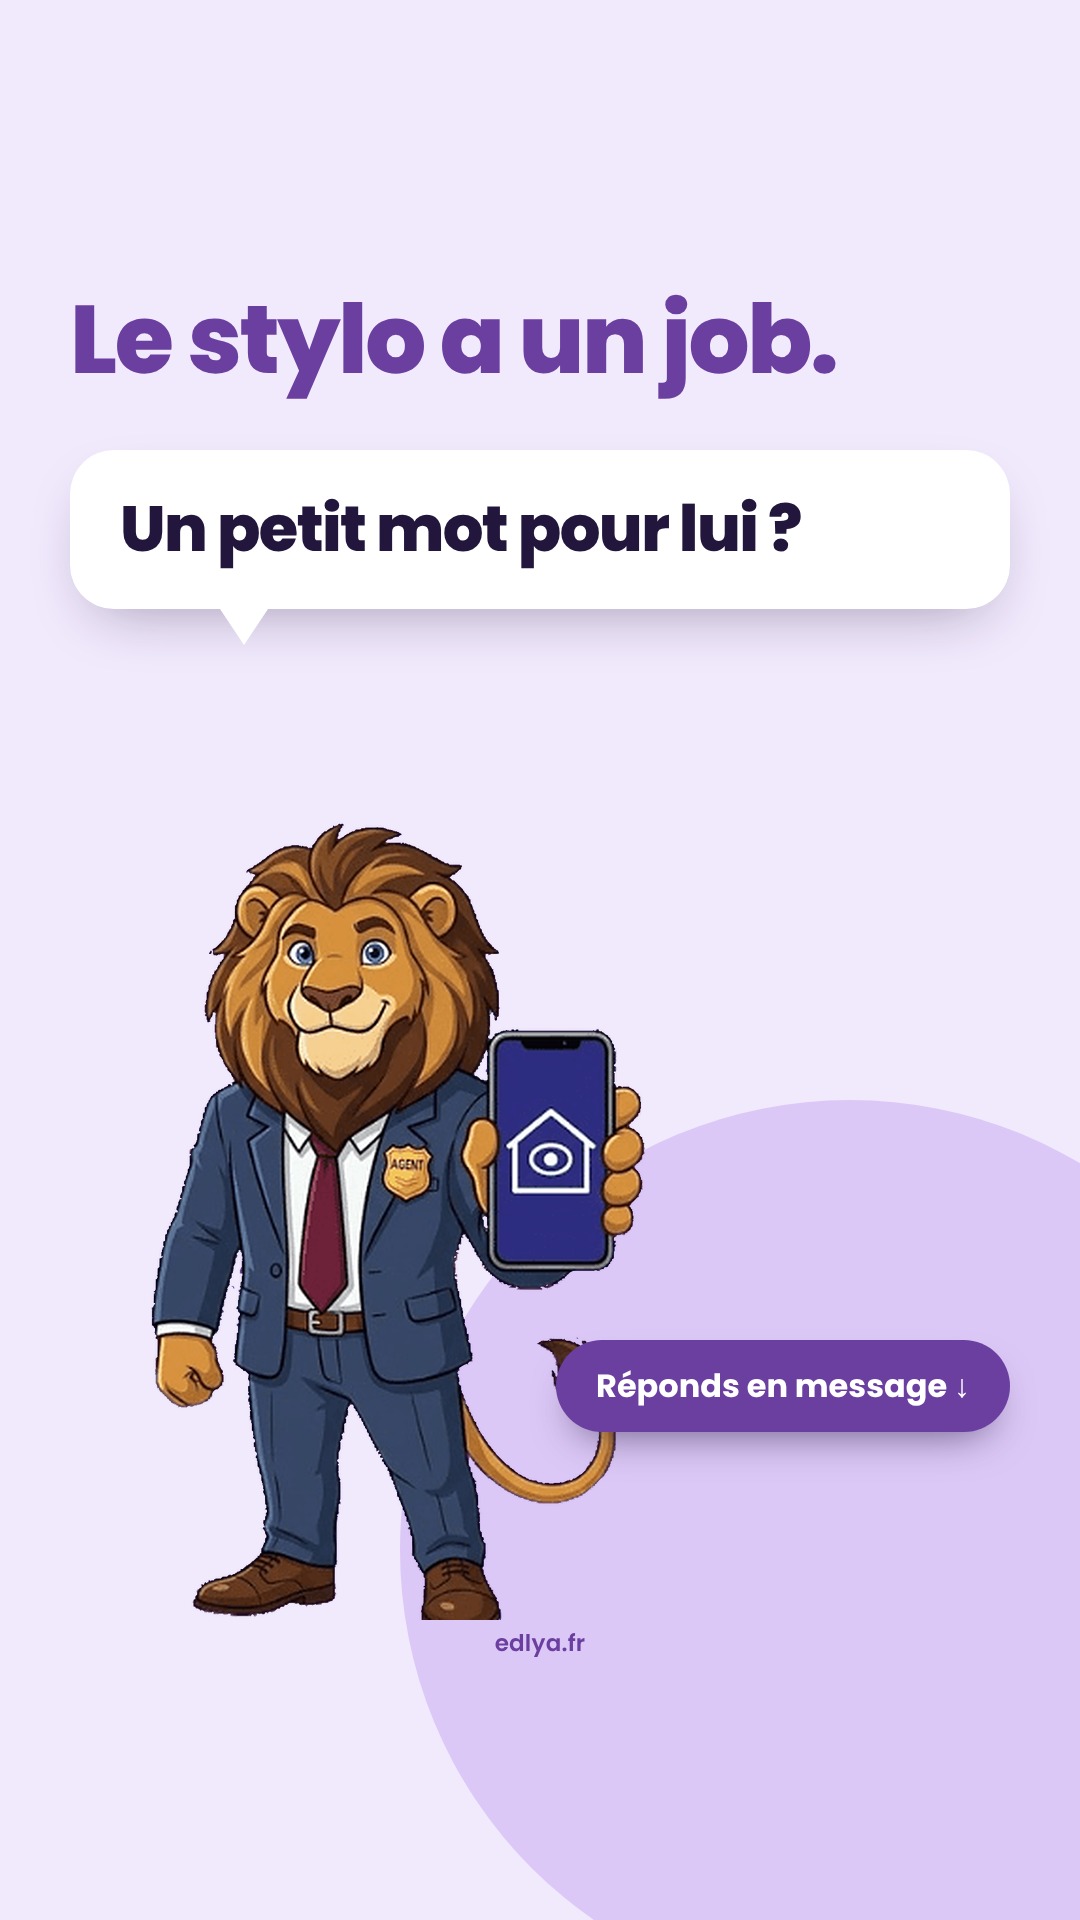 Le stylo a un job.
Un petit mot pour lui ?
AGENT
Réponds en message ↓
edlya.fr